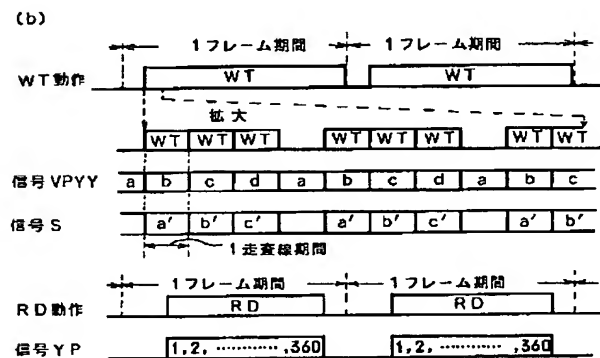 (b)
1フレーム期間 1フレーム期間
WT動作 WT WT
拡大
WT WT WT WT WT WT WT WT
信号VPYY a b c d a b c d a b c
信号S a' b' c' a' b' c' a' b'
1走査線期間
1フレーム期間 1フレーム期間
RD動作 RD RD
信号YP 1,2, ………… ,360 1,2, ………… ,360